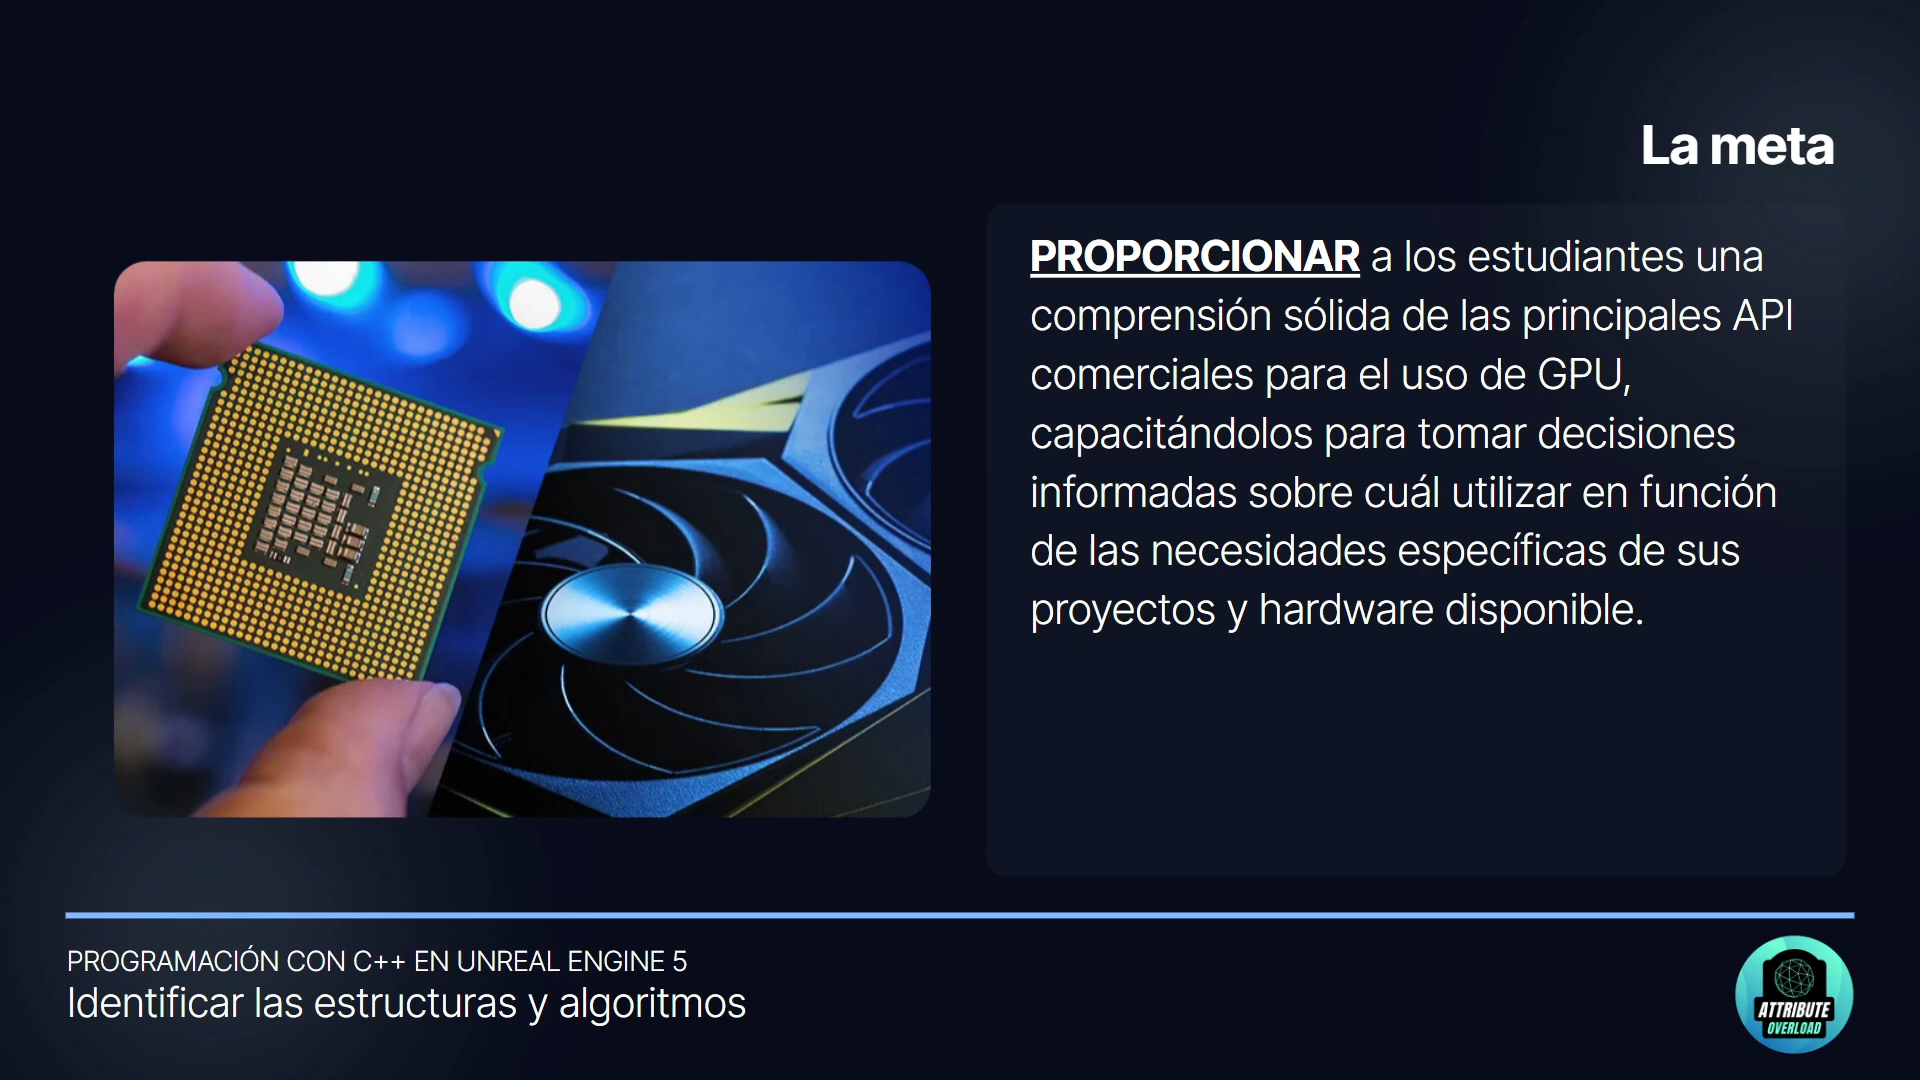 La meta
PROPORCIONAR a los estudiantes una
comprensión sólida de las principales API
comerciales para el uso de GPU,
capacitándolos para tomar decisiones
informadas sobre cuál utilizar en función
de las necesidades específicas de sus
proyectos y hardware disponible.
PROGRAMACIÓN CON C++ EN UNREAL ENGINE 5
Identificar las estructuras y algoritmos
ATTRIBUTE
OVERLOAD